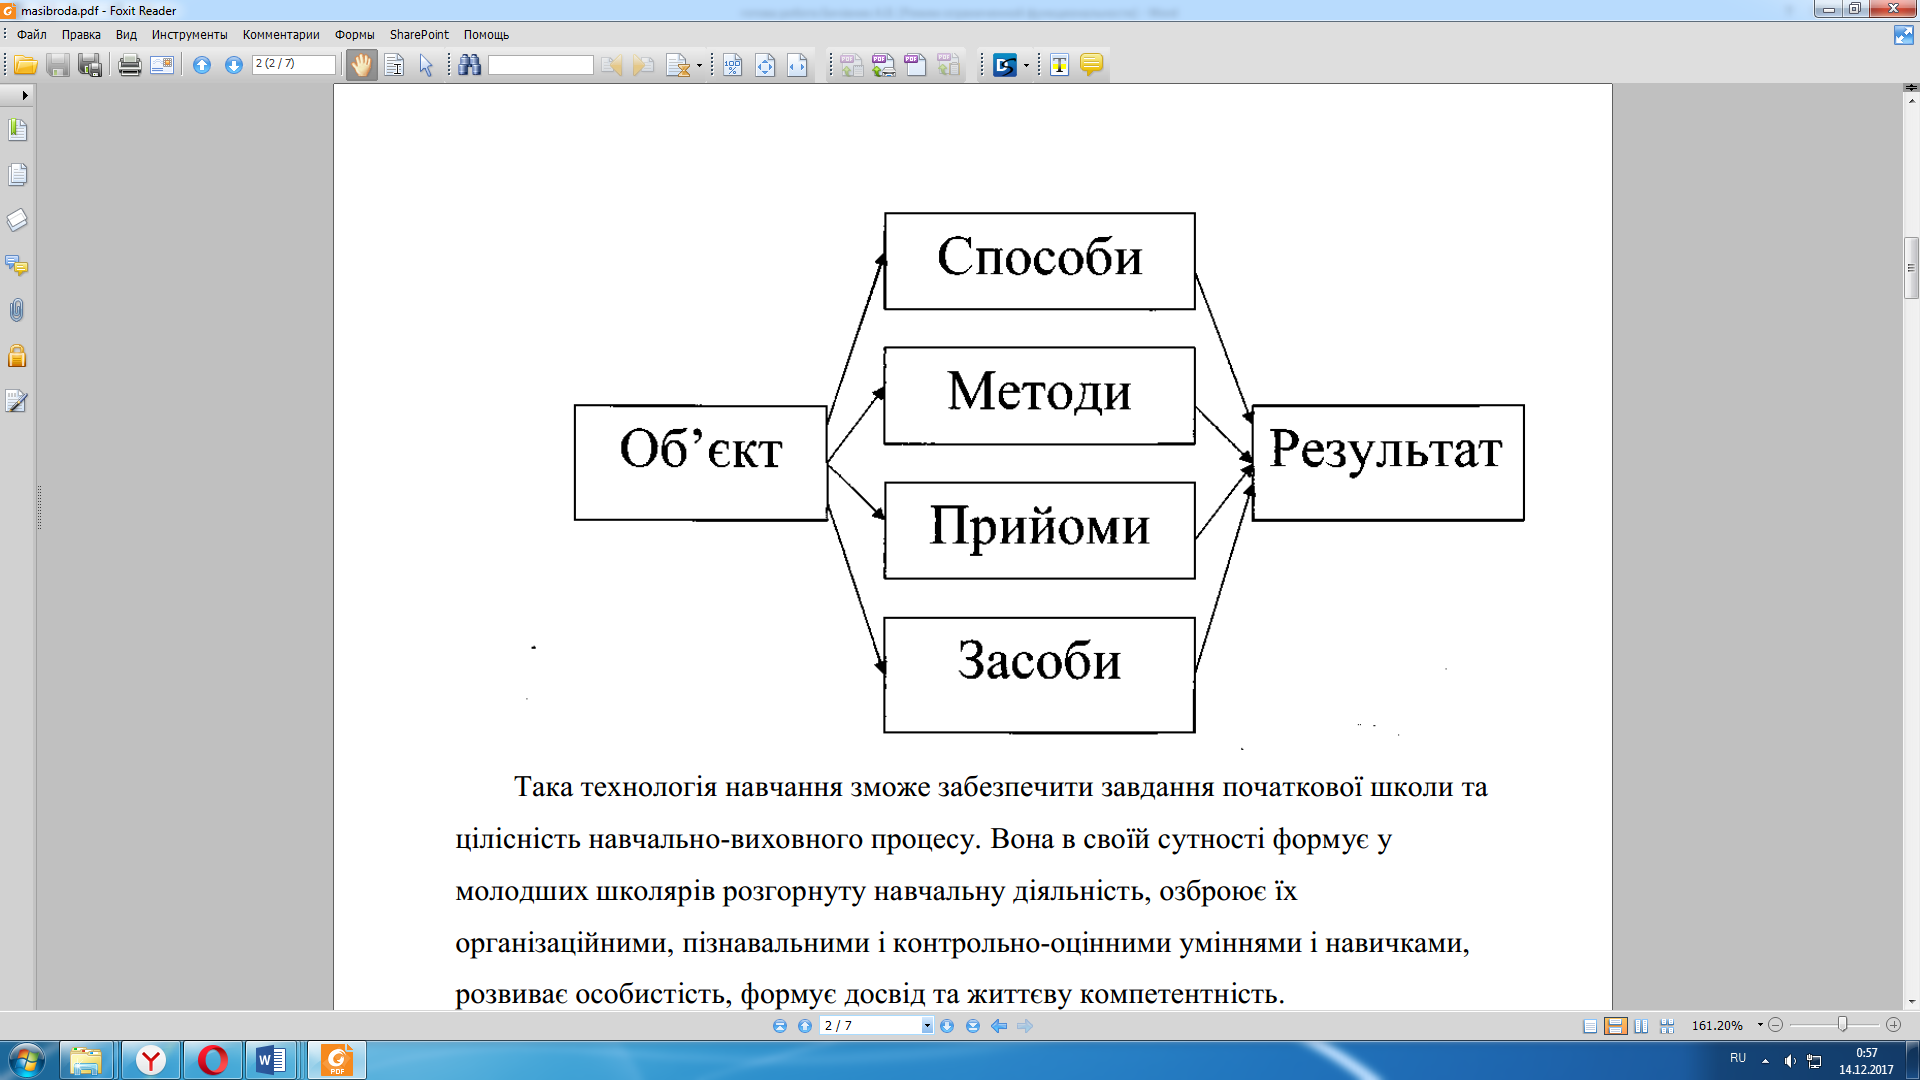 masibroda.pdf - Foxit Reader
Файл Правка Вид Инструменты Комментарии Формы SharePoint Помощь
2 (2 / 7)
Способи
Методи
Об’єкт
Результат
Прийоми
Засоби
Така технологія навчання зможе забезпечити завдання початкової школи та
цілісність навчально-виховного процесу. Вона в своїй сутності формує у
молодших школярів розгорнуту навчальну діяльність, озброює їх
організаційними, пізнавальними і контрольно-оцінними уміннями і навичками,
розвиває особистість, формує досвід та життєву компетентність.
2 / 7
161.20%
RU
0:57
14.12.2017